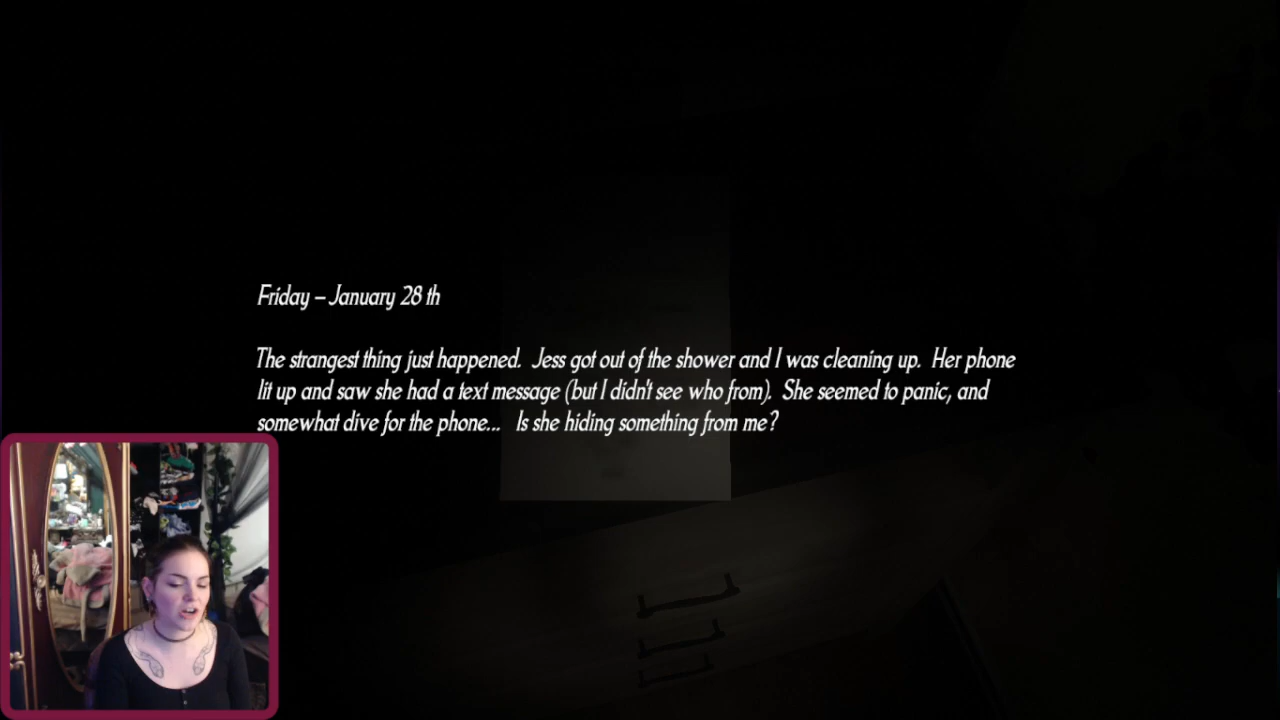 Friday – January 28 th
The strangest thing just happened. Jess got out of the shower and I was cleaning up. Her phone
lit up and saw she had a text message (but I didn't see who from). She seemed to panic, and
somewhat dive for the phone... Is she hiding something from me?